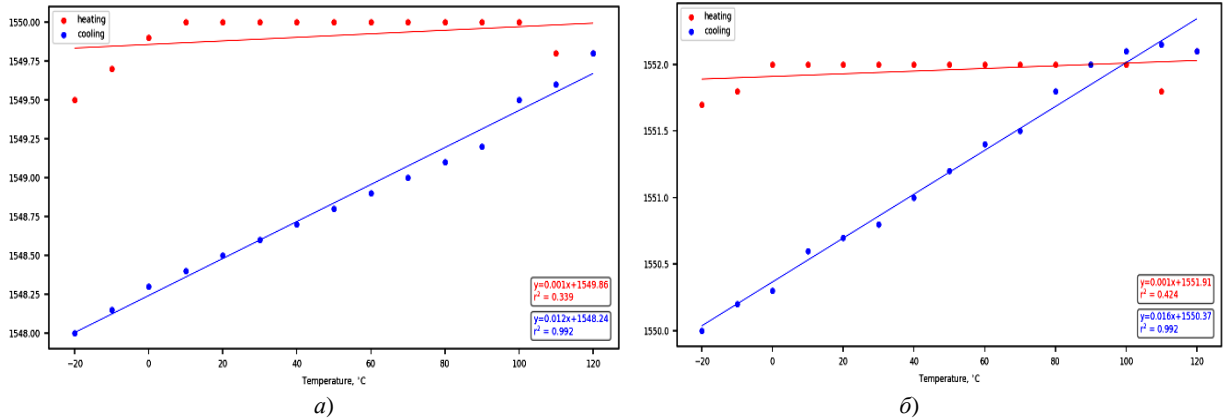 heating
cooling
1550.00
1549.75
1549.50
1549.25
1549.00
1548.75
1548.50
1548.25
1548.00
y=0.001x+1549.86
r² = 0.339
y=0.012x+1548.24
r² = 0.992
−20 0 20 40 60 80 100 120
Temperature, °C
а)
heating
cooling
1552.0
1551.5
1551.0
1550.5
1550.0
y=0.001x+1551.91
r² = 0.424
y=0.016x+1550.37
r² = 0.992
−20 0 20 40 60 80 100 120
Temperature, °C
б)